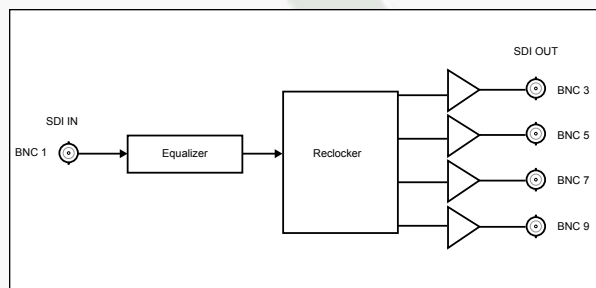 SDI OUT
BNC 3
SDI IN
BNC 5
BNC 1
Equalizer
Reclocker
BNC 7
BNC 9